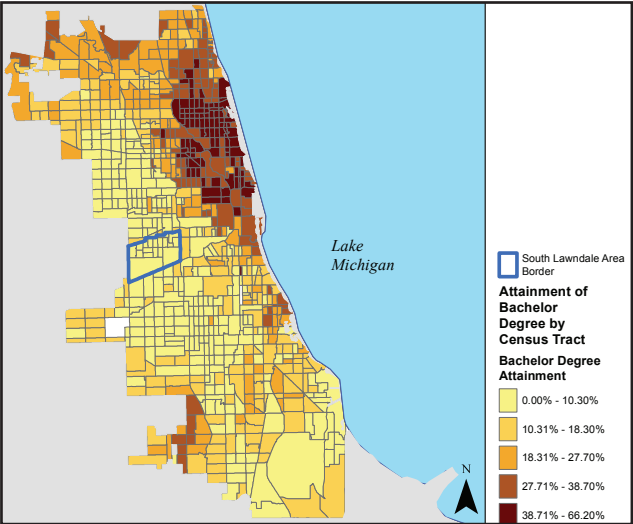 Lake
Michigan
South Lawndale Area
Border
Attainment of
Bachelor
Degree by
Census Tract
Bachelor Degree
Attainment
0.00% - 10.30%
10.31% - 18.30%
18.31% - 27.70%
27.71% - 38.70%
38.71% - 66.20%
N